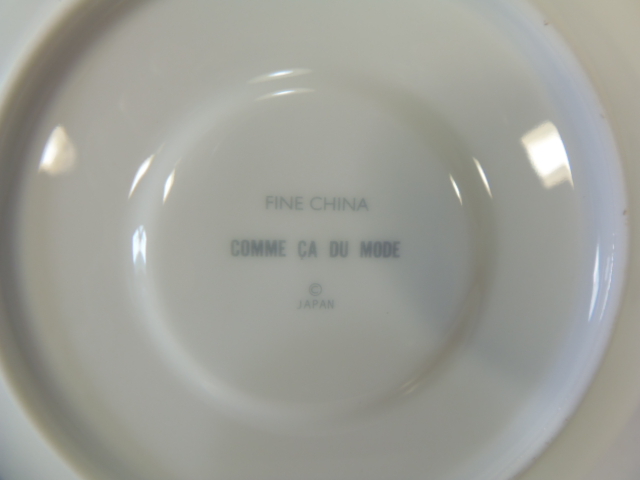 FINE CHINA
COMME ÇA DU MODE
©
JAPAN